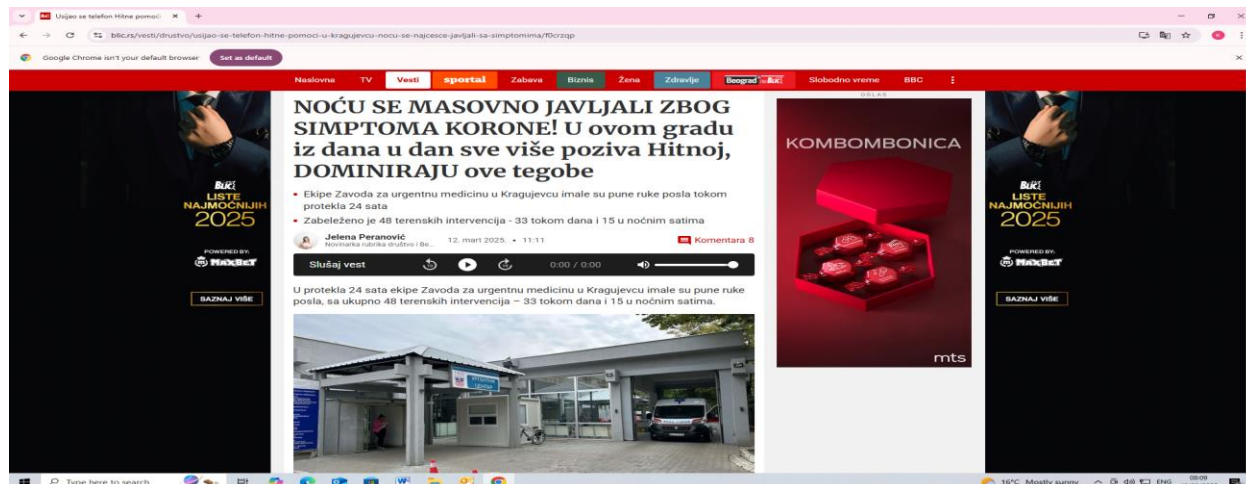 Usijao se telefon Hitne pomoći
blic.rs/vesti/drustvo/usijao-se-telefon-hitne-pomoci-u-kragujevcu-nocu-se-najcesce-javljali-sa-simptomima/f0crzqp
Google Chrome isn't your default browser
Set as default
Naslovna TV Vesti sportal Zabava Biznis Žena Zdravlje Beograd Slobodno vreme BBC
OGLAS
NOĆU SE MASOVNO JAVLJALI ZBOG
SIMPTOMA KORONE! U ovom gradu
iz dana u dan sve više poziva Hitnoj,
DOMINIRAJU ove tegobe
Ekipe Zavoda za urgentnu medicinu u Kragujevcu imale su pune ruke posla tokom
protekla 24 sata
Zabeleženo je 48 terenskih intervencija - 33 tokom dana i 15 u noćnim satima
Jelena Peranović
Novinarka rubrika društvo i Be...
12. mart 2025. • 11:11
Komentara 8
Slušaj vest
0:00 / 0:00
U protekla 24 sata ekipe Zavoda za urgentnu medicinu u Kragujevcu imale su pune ruke
posla, sa ukupno 48 terenskih intervencija – 33 tokom dana i 15 u noćnim satima.
Blic
LISTE
NAJMOĆNIJIH
2025
POWERED BY:
MAXBET
SAZNAJ VIŠE
KOMBOMBONICA
mts
Blic
LISTE
NAJMOĆNIJIH
2025
POWERED BY:
MAXBET
SAZNAJ VIŠE
Type here to search
16°C Mostly sunny
ENG
08:09